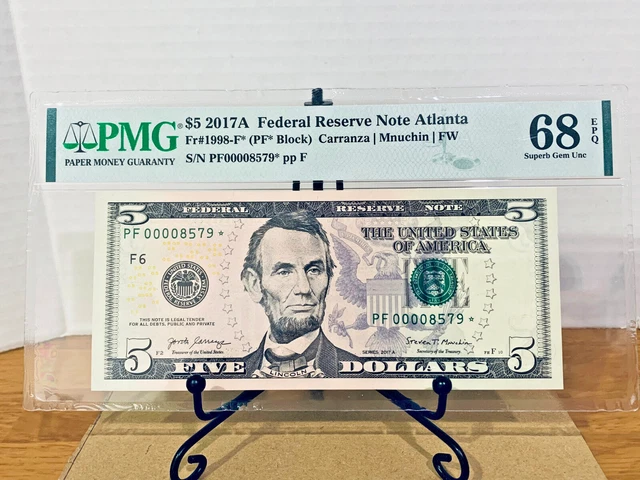 PMG®
PAPER MONEY GUARANTY
$5 2017A Federal Reserve Note Atlanta
Fr#1998-F* (PF* Block) Carranza | Mnuchin | FW
S/N PF00008579* pp F
68
EPQ
Superb Gem Unc
5 FEDERAL RESERVE NOTE 5
PF 00008579 *
THE UNITED STATES
OF AMERICA
F6
THIS NOTE IS LEGAL TENDER
FOR ALL DEBTS, PUBLIC AND PRIVATE
PF 00008579 *
Treasurer of the United States
SERIES 2017 A
Secretary of the Treasury
5 FIVE LINCOLN DOLLARS 5